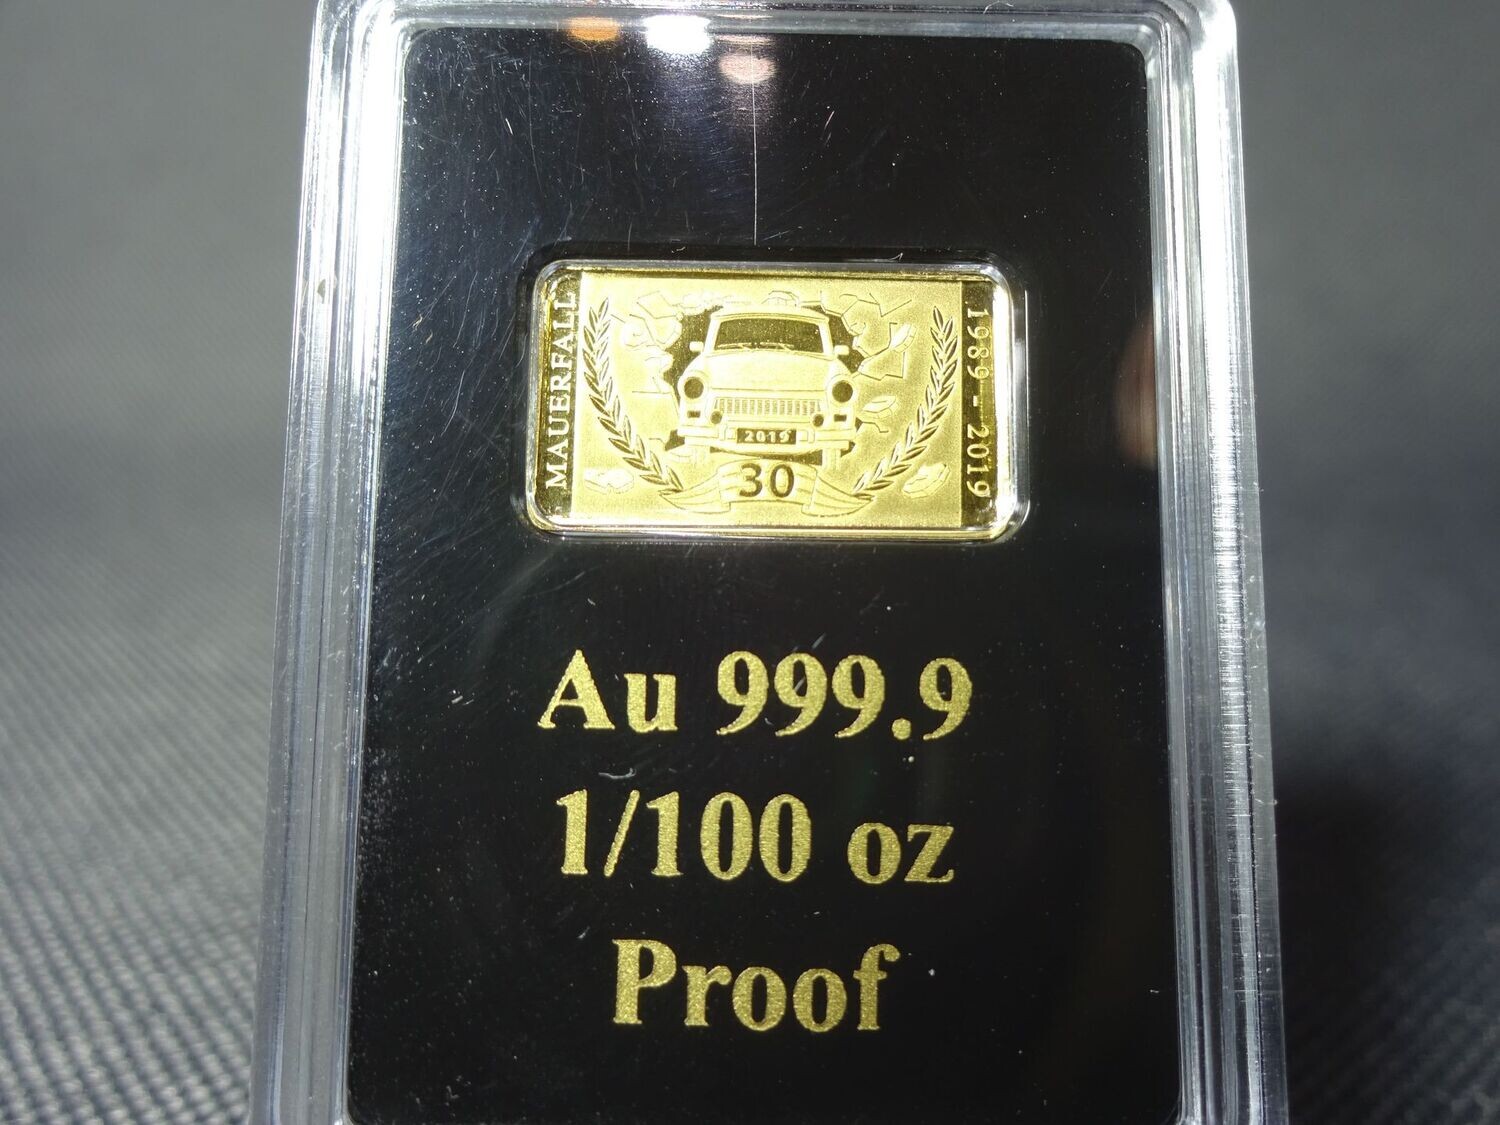 MAUERFALL
1989 - 2019
2019
30
Au 999.9
1/100 oz
Proof